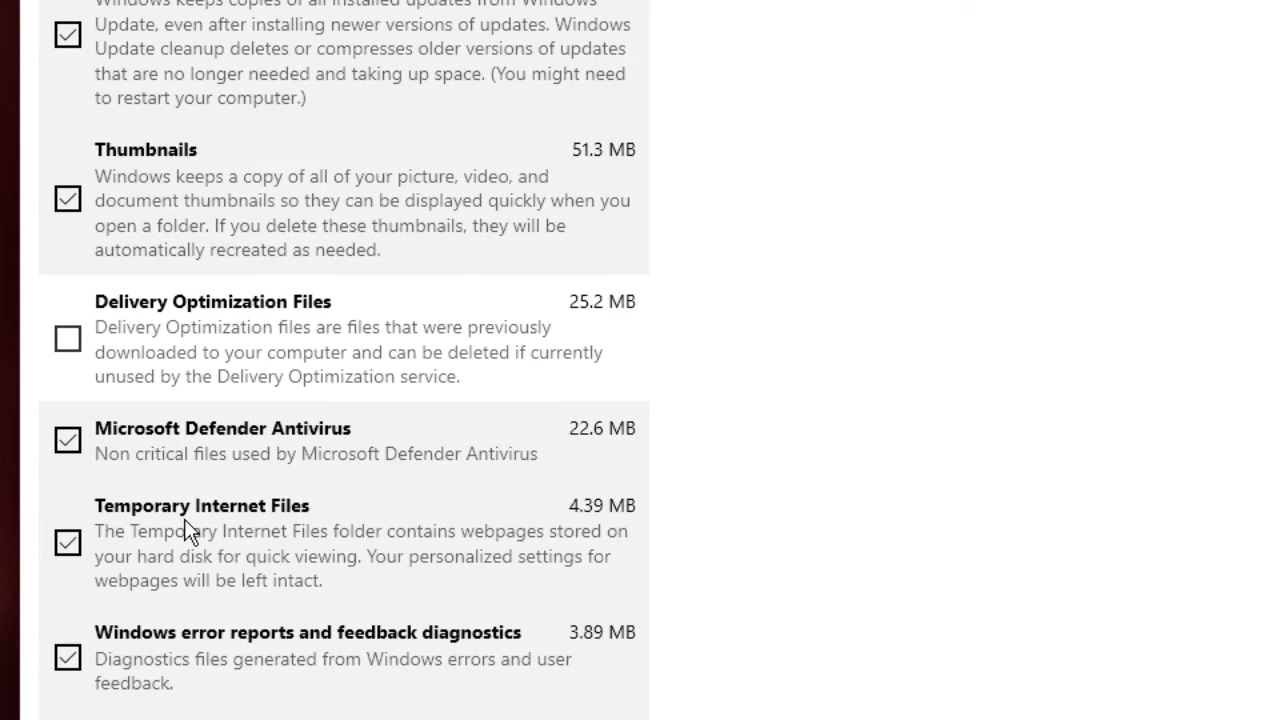 Windows keeps copies of all installed updates from Windows
Update, even after installing newer versions of updates. Windows
Update cleanup deletes or compresses older versions of updates
that are no longer needed and taking up space. (You might need
to restart your computer.)
Thumbnails 51.3 MB
Windows keeps a copy of all of your picture, video, and
document thumbnails so they can be displayed quickly when you
open a folder. If you delete these thumbnails, they will be
automatically recreated as needed.
Delivery Optimization Files 25.2 MB
Delivery Optimization files are files that were previously
downloaded to your computer and can be deleted if currently
unused by the Delivery Optimization service.
Microsoft Defender Antivirus 22.6 MB
Non critical files used by Microsoft Defender Antivirus
Temporary Internet Files 4.39 MB
The Temporary Internet Files folder contains webpages stored on
your hard disk for quick viewing. Your personalized settings for
webpages will be left intact.
Windows error reports and feedback diagnostics 3.89 MB
Diagnostics files generated from Windows errors and user
feedback.